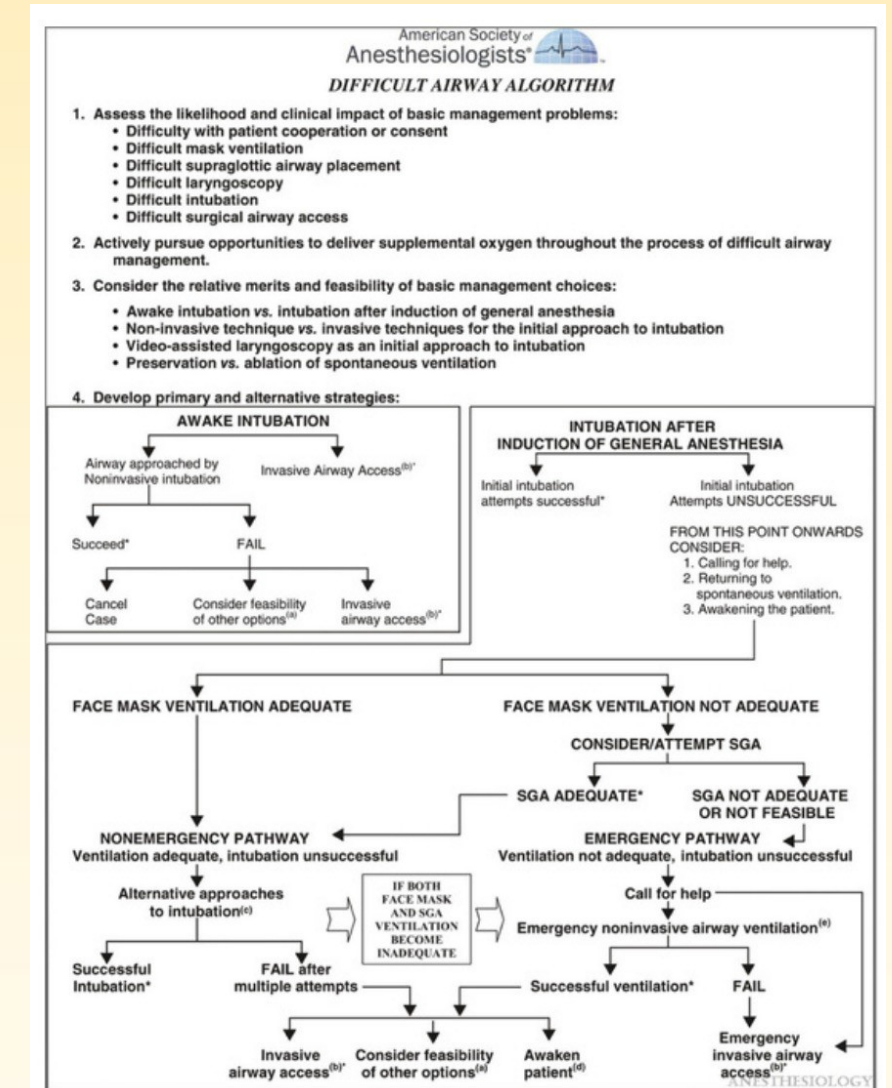 American Society of
Anesthesiologists®
DIFFICULT AIRWAY ALGORITHM
1. Assess the likelihood and clinical impact of basic management problems:
• Difficulty with patient cooperation or consent
• Difficult mask ventilation
• Difficult supraglottic airway placement
• Difficult laryngoscopy
• Difficult intubation
• Difficult surgical airway access
2. Actively pursue opportunities to deliver supplemental oxygen throughout the process of difficult airway
management.
3. Consider the relative merits and feasibility of basic management choices:
• Awake intubation vs. intubation after induction of general anesthesia
• Non-invasive technique vs. invasive techniques for the initial approach to intubation
• Video-assisted laryngoscopy as an initial approach to intubation
• Preservation vs. ablation of spontaneous ventilation
4. Develop primary and alternative strategies:
AWAKE INTUBATION
Airway approached by
Noninvasive intubation
Invasive Airway Access(b)*
Succeed*
FAIL
Cancel
Case
Consider feasibility
of other options(a)
Invasive
airway access(b)*
INTUBATION AFTER
INDUCTION OF GENERAL ANESTHESIA
Initial intubation
attempts successful*
Initial intubation
Attempts UNSUCCESSFUL
FROM THIS POINT ONWARDS
CONSIDER:
1. Calling for help.
2. Returning to
spontaneous ventilation.
3. Awakening the patient.
FACE MASK VENTILATION ADEQUATE
FACE MASK VENTILATION NOT ADEQUATE
CONSIDER/ATTEMPT SGA
SGA ADEQUATE*
SGA NOT ADEQUATE
OR NOT FEASIBLE
NONEMERGENCY PATHWAY
Ventilation adequate, intubation unsuccessful
EMERGENCY PATHWAY
Ventilation not adequate, intubation unsuccessful
Alternative approaches
to intubation(c)
IF BOTH
FACE MASK
AND SGA
VENTILATION
BECOME
INADEQUATE
Call for help
Emergency noninvasive airway ventilation(e)
Successful
Intubation*
FAIL after
multiple attempts
Successful ventilation*
FAIL
Invasive
airway access(b)*
Consider feasibility
of other options(a)
Awaken
patient(d)
Emergency
invasive airway
access(b)*
ANESTHESIOLOGY